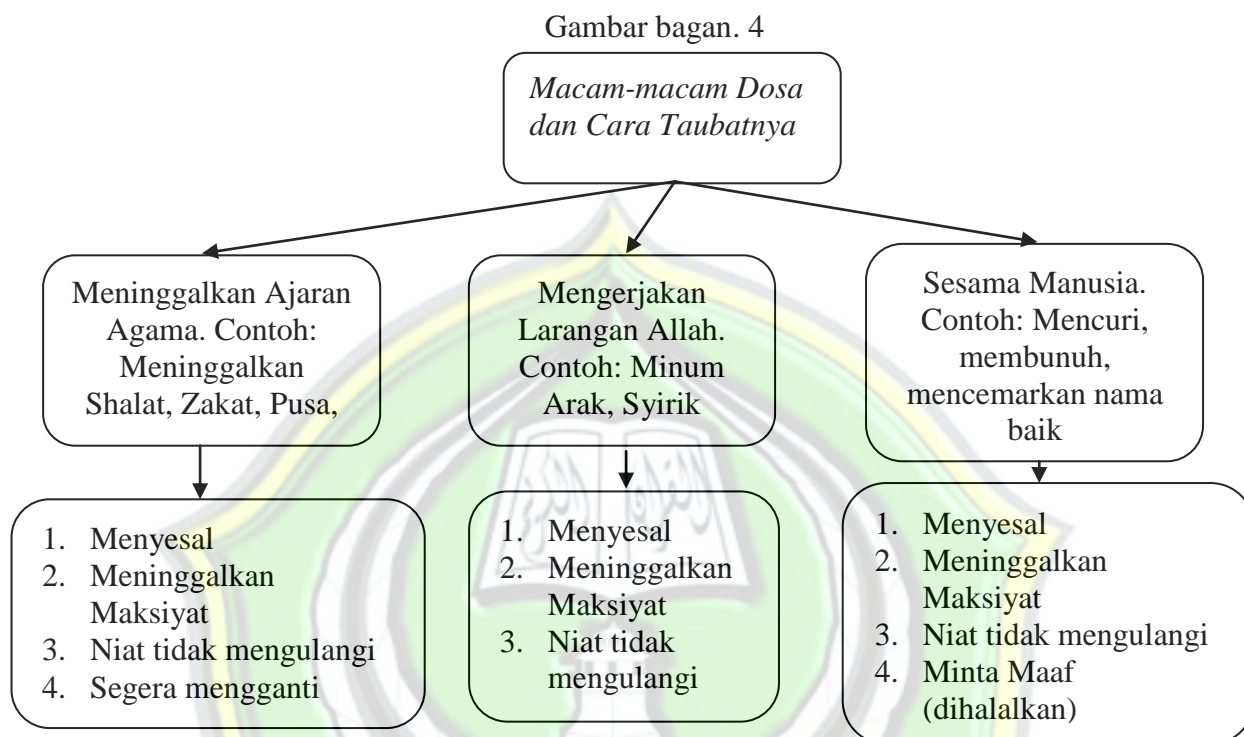 Gambar bagan. 4
Macam-macam Dosa
dan Cara Taubatnya
Meninggalkan Ajaran
Agama. Contoh:
Meninggalkan
Shalat, Zakat, Pusa,
Mengerjakan
Larangan Allah.
Contoh: Minum
Arak, Syirik
Sesama Manusia.
Contoh: Mencuri,
membunuh,
mencemarkan nama
baik
1. Menyesal
2. Meninggalkan
Maksiyat
3. Niat tidak mengulangi
4. Segera mengganti
1. Menyesal
2. Meninggalkan
Maksiyat
3. Niat tidak
mengulangi
1. Menyesal
2. Meninggalkan
Maksiyat
3. Niat tidak mengulangi
4. Minta Maaf
(dihalalkan)